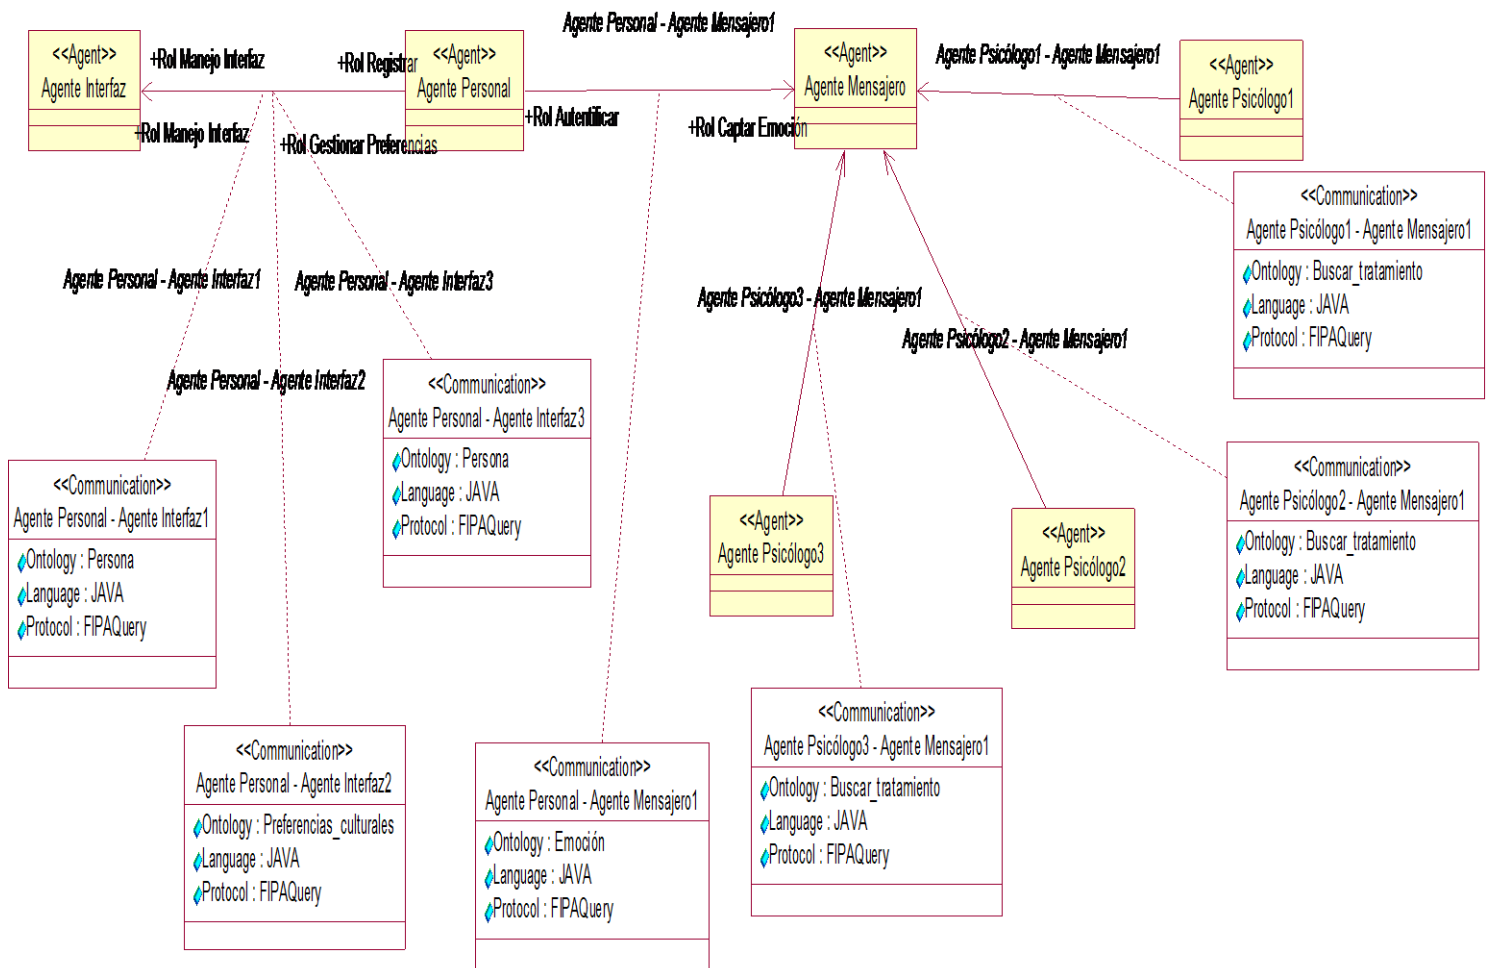 Agente Personal - Agente Mensajero1
<<Agent>>
Agente Interfaz
+Rol Manejo Interfaz
+Rol Registrar
<<Agent>>
Agente Personal
<<Agent>>
Agente Mensajero
Agente Psicólogo1 - Agente Mensajero1
<<Agent>>
Agente Psicólogo1
+Rol Manejo Interfaz
+Rol Gestionar Preferencias
+Rol Autentificar
+Rol Captar Emoción
<<Communication>>
Agente Psicólogo1 - Agente Mensajero1
Ontology : Buscar_tratamiento
Language : JAVA
Protocol : FIPAQuery
Agente Personal - Agente Interfaz1
Agente Personal - Agente Interfaz3
Agente Psicólogo3 - Agente Mensajero1
Agente Psicólogo2 - Agente Mensajero1
Agente Personal - Agente Interfaz2
<<Communication>>
Agente Personal - Agente Interfaz3
Ontology : Persona
Language : JAVA
Protocol : FIPAQuery
<<Communication>>
Agente Personal - Agente Interfaz1
Ontology : Persona
Language : JAVA
Protocol : FIPAQuery
<<Agent>>
Agente Psicólogo3
<<Agent>>
Agente Psicólogo2
<<Communication>>
Agente Psicólogo2 - Agente Mensajero1
Ontology : Buscar_tratamiento
Language : JAVA
Protocol : FIPAQuery
<<Communication>>
Agente Personal - Agente Interfaz2
Ontology : Preferencias_culturales
Language : JAVA
Protocol : FIPAQuery
<<Communication>>
Agente Personal - Agente Mensajero1
Ontology : Emoción
Language : JAVA
Protocol : FIPAQuery
<<Communication>>
Agente Psicólogo3 - Agente Mensajero1
Ontology : Buscar_tratamiento
Language : JAVA
Protocol : FIPAQuery